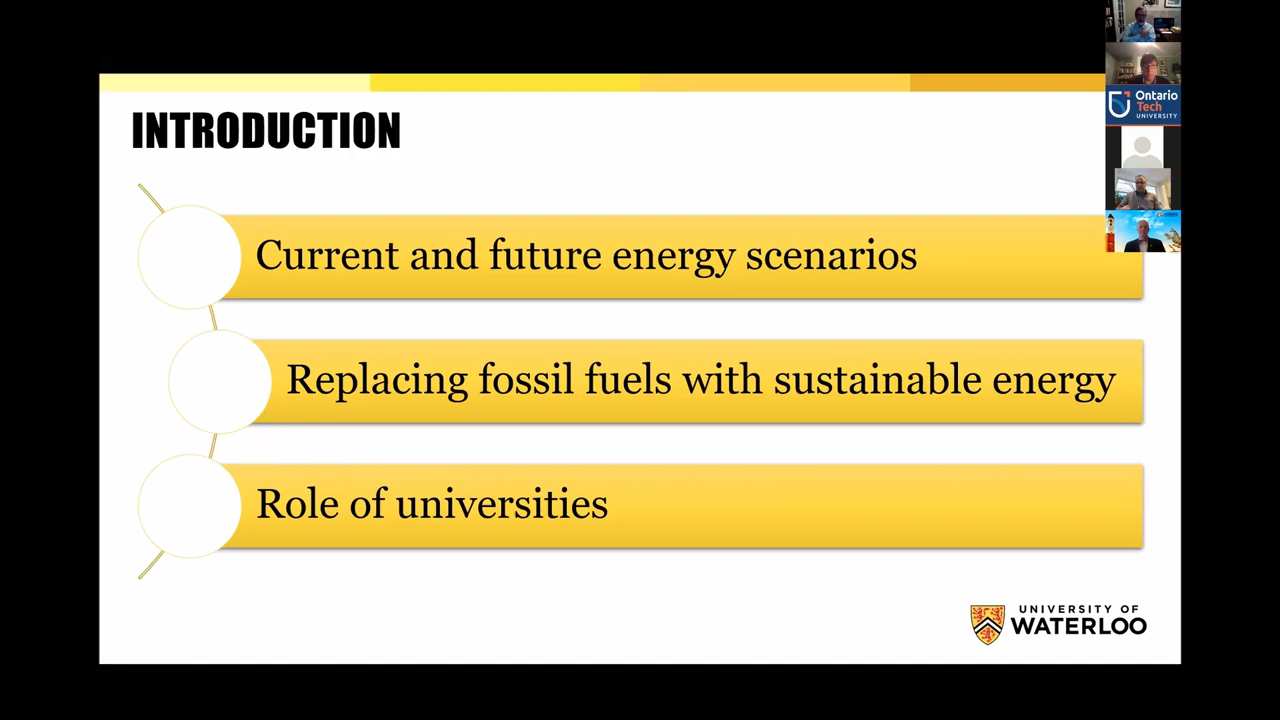 INTRODUCTION
Current and future energy scenarios
Replacing fossil fuels with sustainable energy
Role of universities
UNIVERSITY OF
WATERLOO
Ontario
Tech
UNIVERSITY